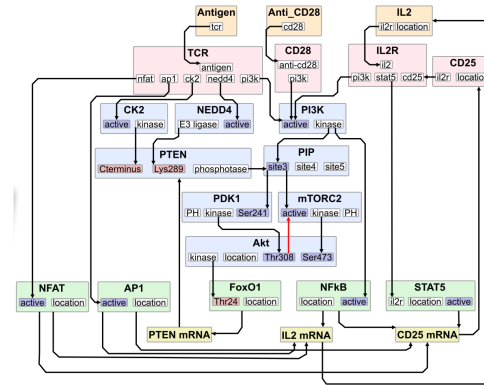 Antigen
tcr
Anti_CD28
cd28
IL2
il2r location
TCR
antigen
nfat ap1 ck2 nedd4 pi3k
CD28
anti-cd28
pi3k
IL2R
il2
pi3k stat5 cd25
CD25
il2r locat
CK2
active kinase
NEDD4
E3 ligase active
PI3K
active kinase
PTEN
Cterminus Lys289 phosphotase
PIP
site3 site4 site5
PDK1
PH kinase Ser241
mTORC2
active kinase PH
Akt
kinase location Thr308 Ser473
NFAT
active location
AP1
active location
FoxO1
Thr24 location
NFkB
location active
STAT5
il2r location active
PTEN mRNA
IL2 mRNA
CD25 mRNA